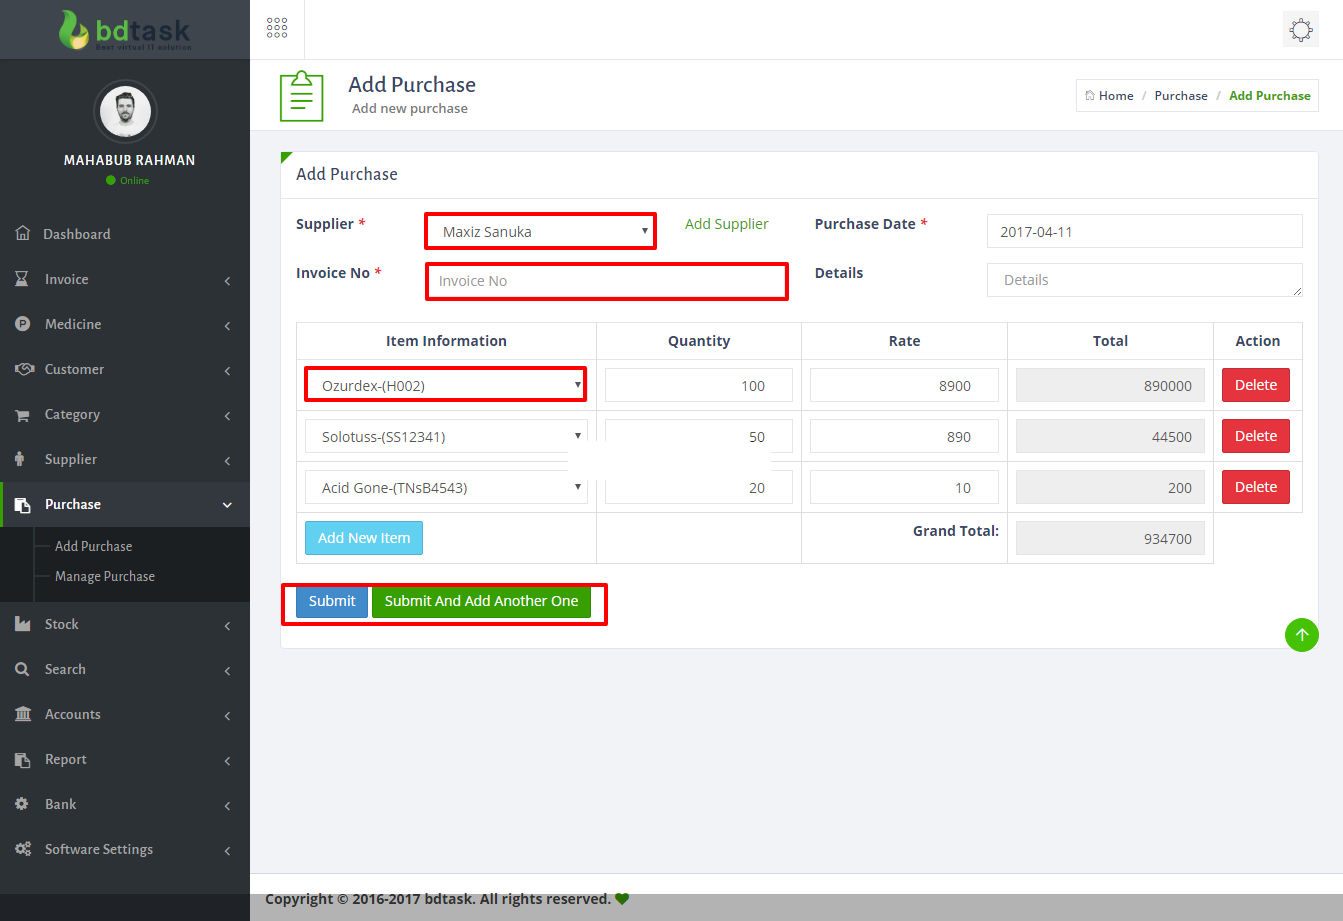 bdtask
Best virtual IT solution
MAHABUB RAHMAN
Online
Dashboard
Invoice
Medicine
Customer
Category
Supplier
Purchase
Add Purchase
Manage Purchase
Stock
Search
Accounts
Report
Bank
Software Settings
Add Purchase
Add new purchase
Home / Purchase / Add Purchase
Add Purchase
Supplier * Maxiz Sanuka Add Supplier Purchase Date * 2017-04-11
Invoice No * Invoice No Details Details
Item Information Quantity Rate Total Action
Ozurdex-(H002) 100 8900 890000 Delete
Solotuss-(SS12341) 50 890 44500 Delete
Acid Gone-(TNsB4543) 20 10 200 Delete
Add New Item Grand Total: 934700
Submit Submit And Add Another One
Copyright © 2016-2017 bdtask. All rights reserved.